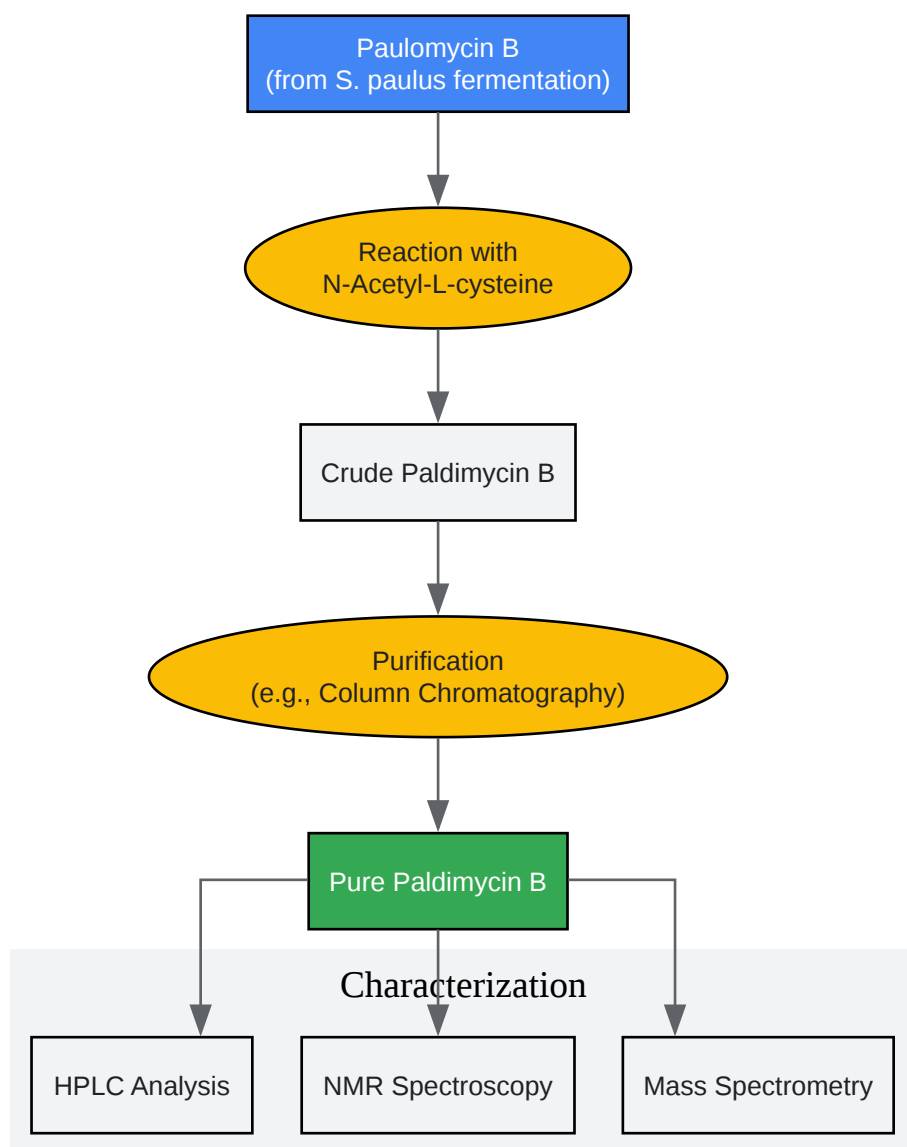 Paulomycin B
(from S. paulus fermentation)
Reaction with
N-Acetyl-L-cysteine
Crude Paldimycin B
Purification
(e.g., Column Chromatography)
Pure Paldimycin B
Characterization
HPLC Analysis
NMR Spectroscopy
Mass Spectrometry